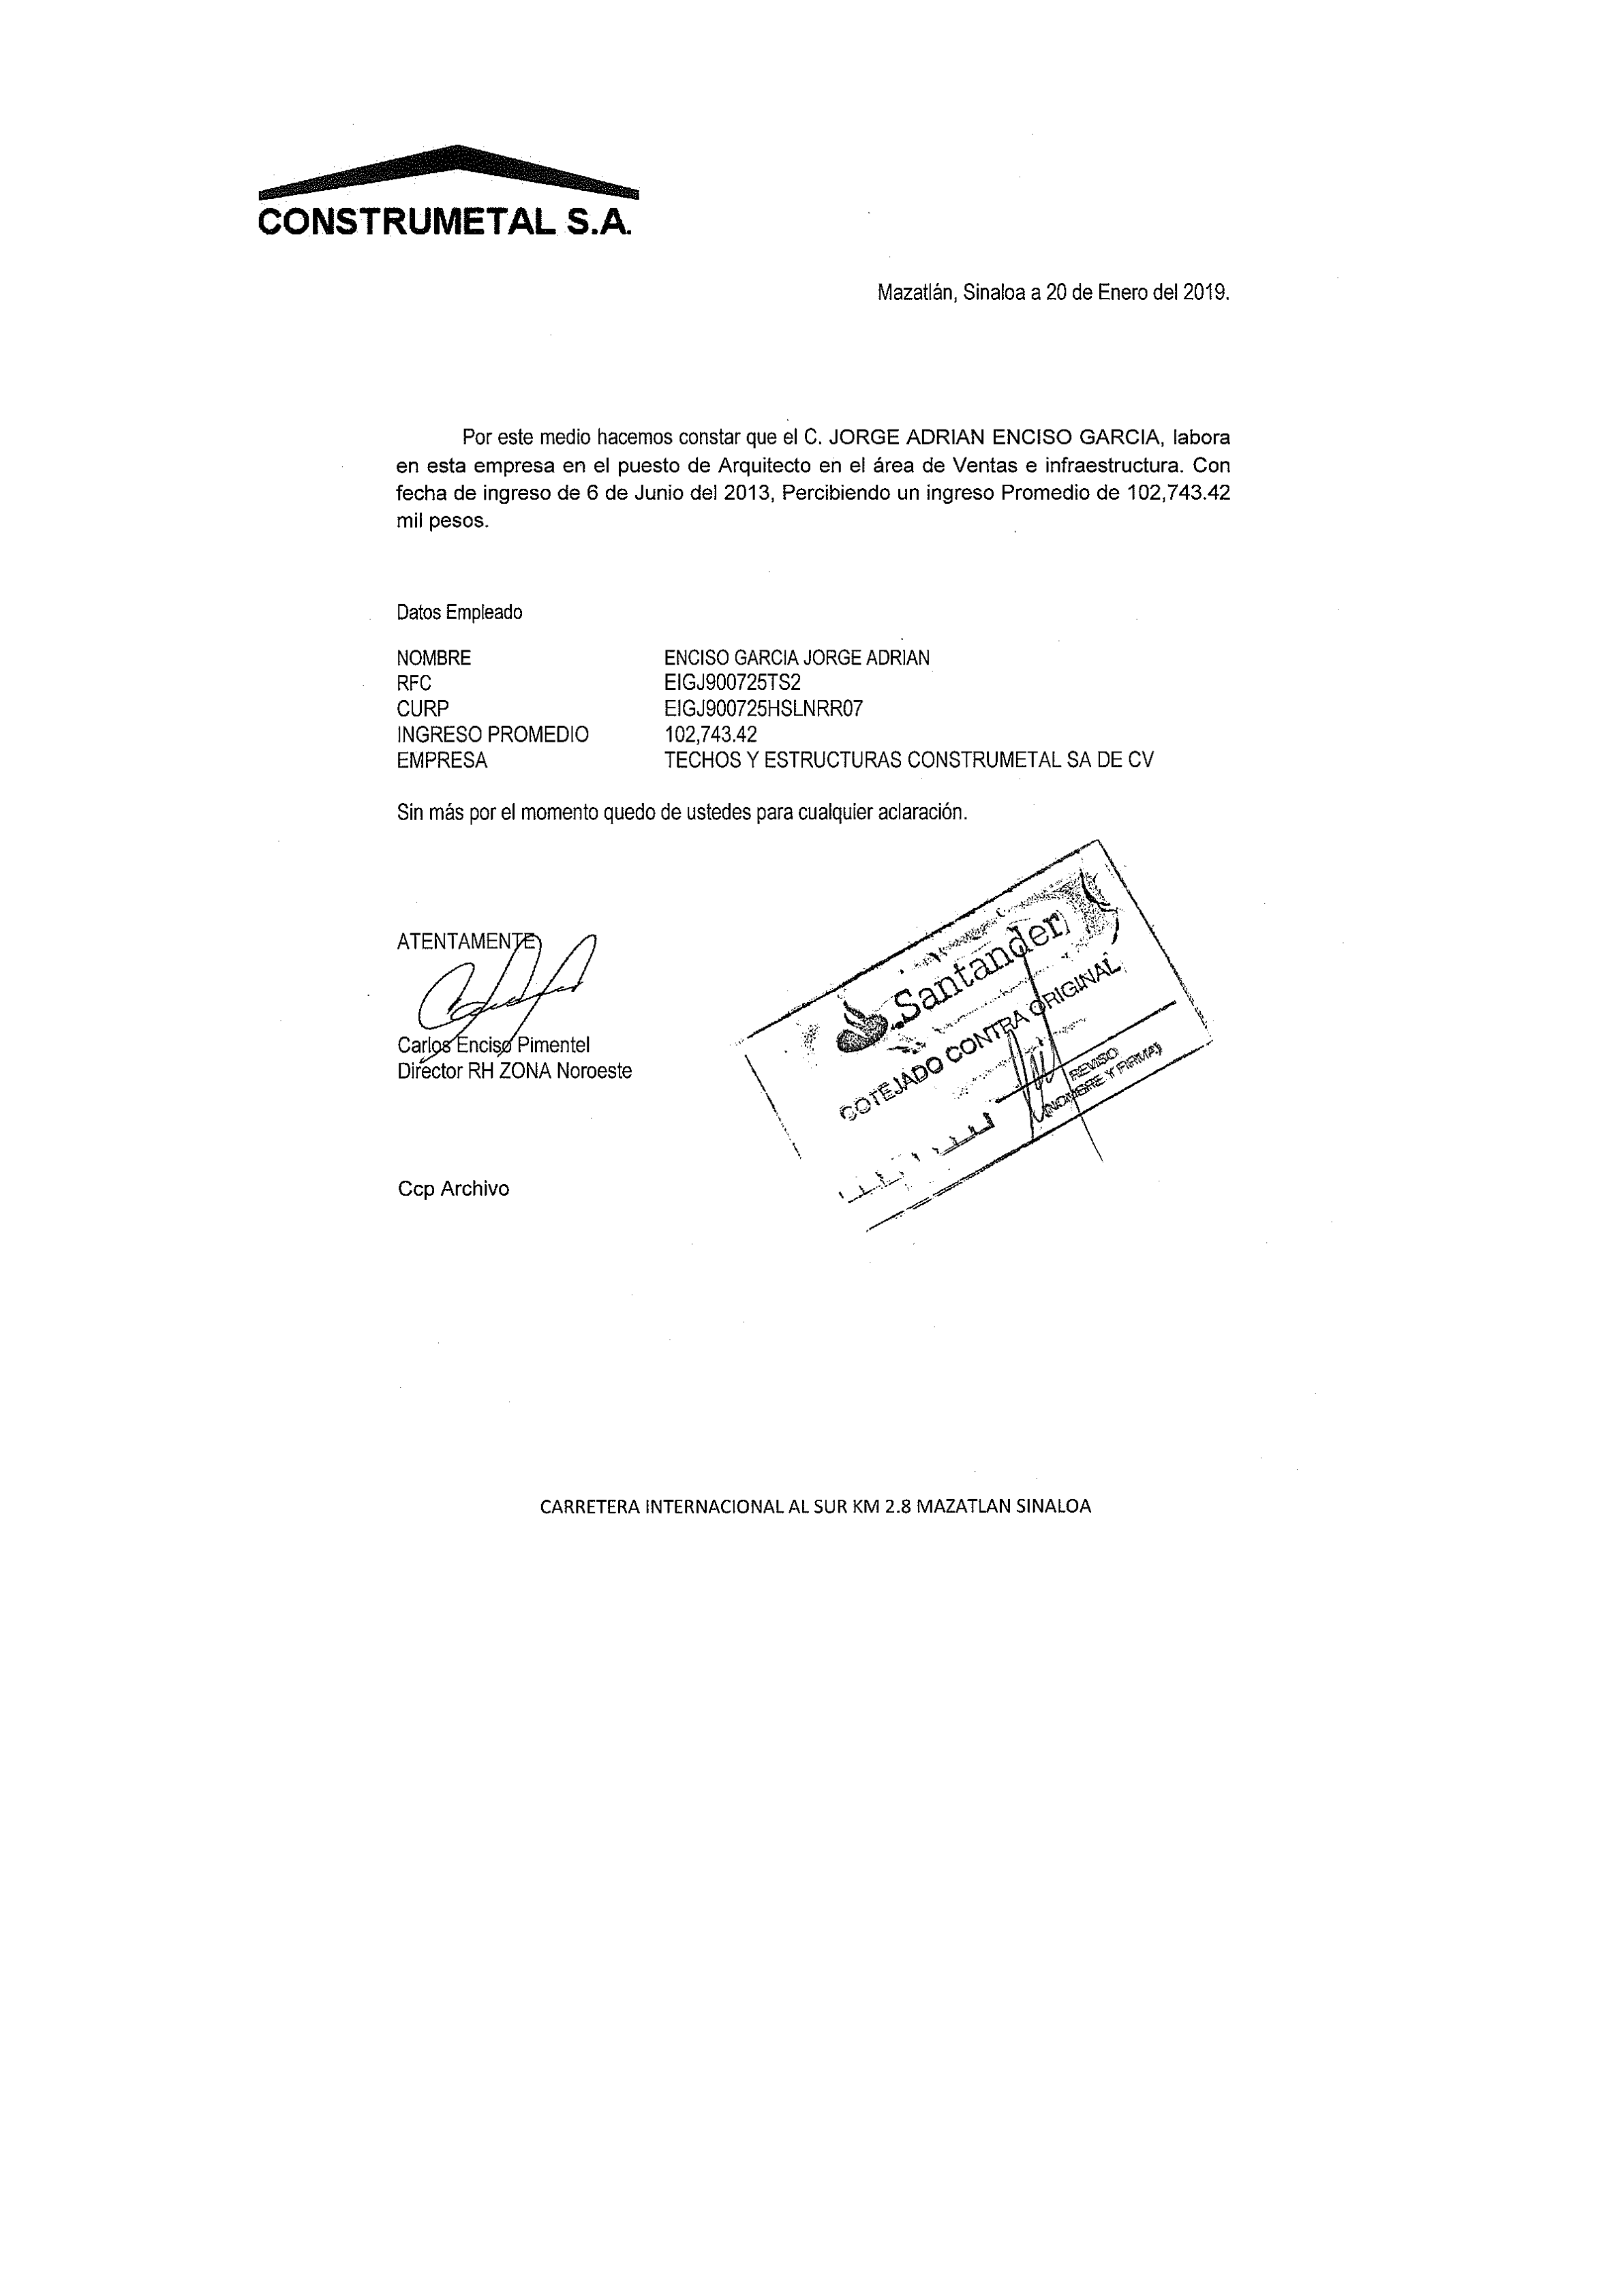 CONSTRUMETAL S.A.
Mazatlán, Sinaloa a 20 de Enero del 2019.
Por este medio hacemos constar que el C. JORGE ADRIAN ENCISO GARCIA, labora
en esta empresa en el puesto de Arquitecto en el área de Ventas e infraestructura. Con
fecha de ingreso de 6 de Junio del 2013, Percibiendo un ingreso Promedio de 102,743.42
mil pesos.
Datos Empleado
NOMBRE ENCISO GARCIA JORGE ADRIAN
RFC EIGJ900725TS2
CURP EIGJ900725HSLNRR07
INGRESO PROMEDIO 102,743.42
EMPRESA TECHOS Y ESTRUCTURAS CONSTRUMETAL SA DE CV
Sin más por el momento quedo de ustedes para cualquier aclaración.
ATENTAMENTE
Carlos Enciso Pimentel
Director RH ZONA Noroeste
Santander
COTEJADO CONTRA ORIGINAL
REVISO
(NOMBRE Y FIRMA)
Ccp Archivo
CARRETERA INTERNACIONAL AL SUR KM 2.8 MAZATLAN SINALOA